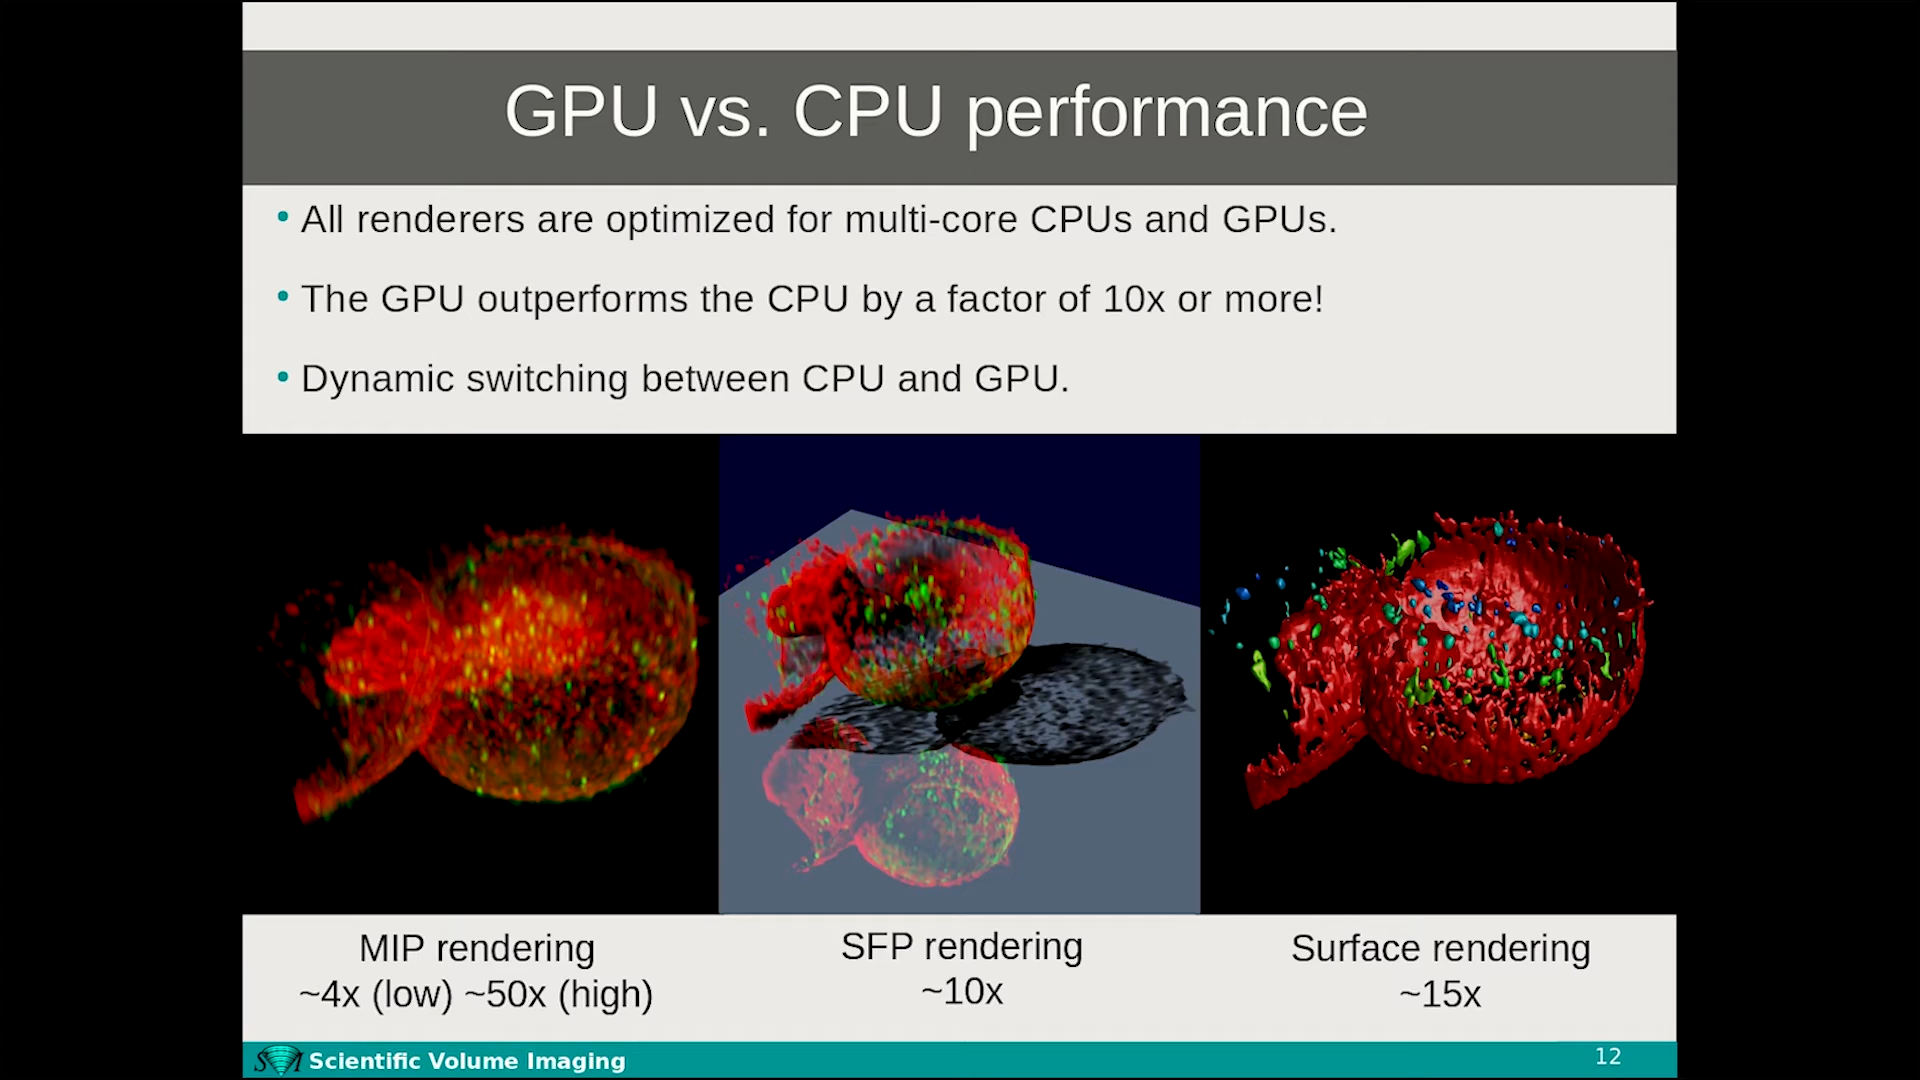 GPU vs. CPU performance
• All renderers are optimized for multi-core CPUs and GPUs.
• The GPU outperforms the CPU by a factor of 10x or more!
• Dynamic switching between CPU and GPU.
MIP rendering
~4x (low) ~50x (high)
SFP rendering
~10x
Surface rendering
~15x
SVI Scientific Volume Imaging
12